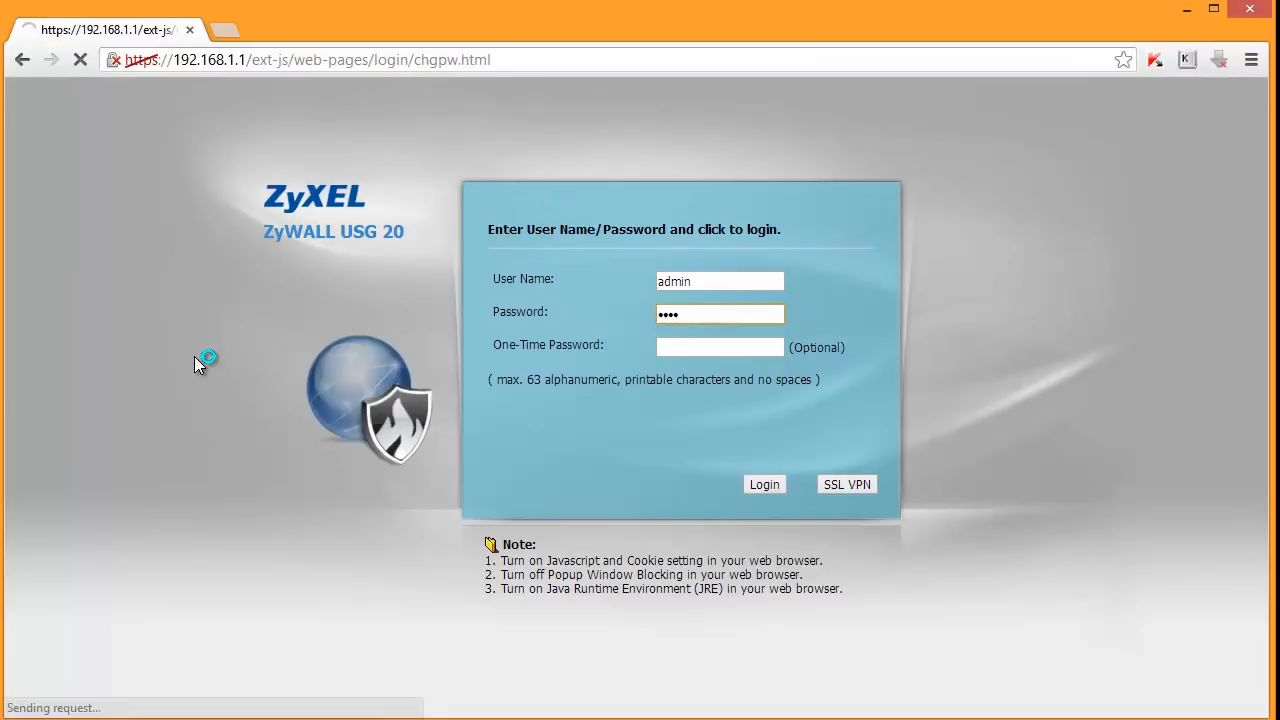 https://192.168.1.1/ext-js/
https://192.168.1.1/ext-js/web-pages/login/chgpw.html
K
ZyXEL
ZyWALL USG 20
Enter User Name/Password and click to login.
User Name: admin
Password: ••••
One-Time Password: (Optional)
( max. 63 alphanumeric, printable characters and no spaces )
Login SSL VPN
Note:
1. Turn on Javascript and Cookie setting in your web browser.
2. Turn off Popup Window Blocking in your web browser.
3. Turn on Java Runtime Environment (JRE) in your web browser.
Sending request...